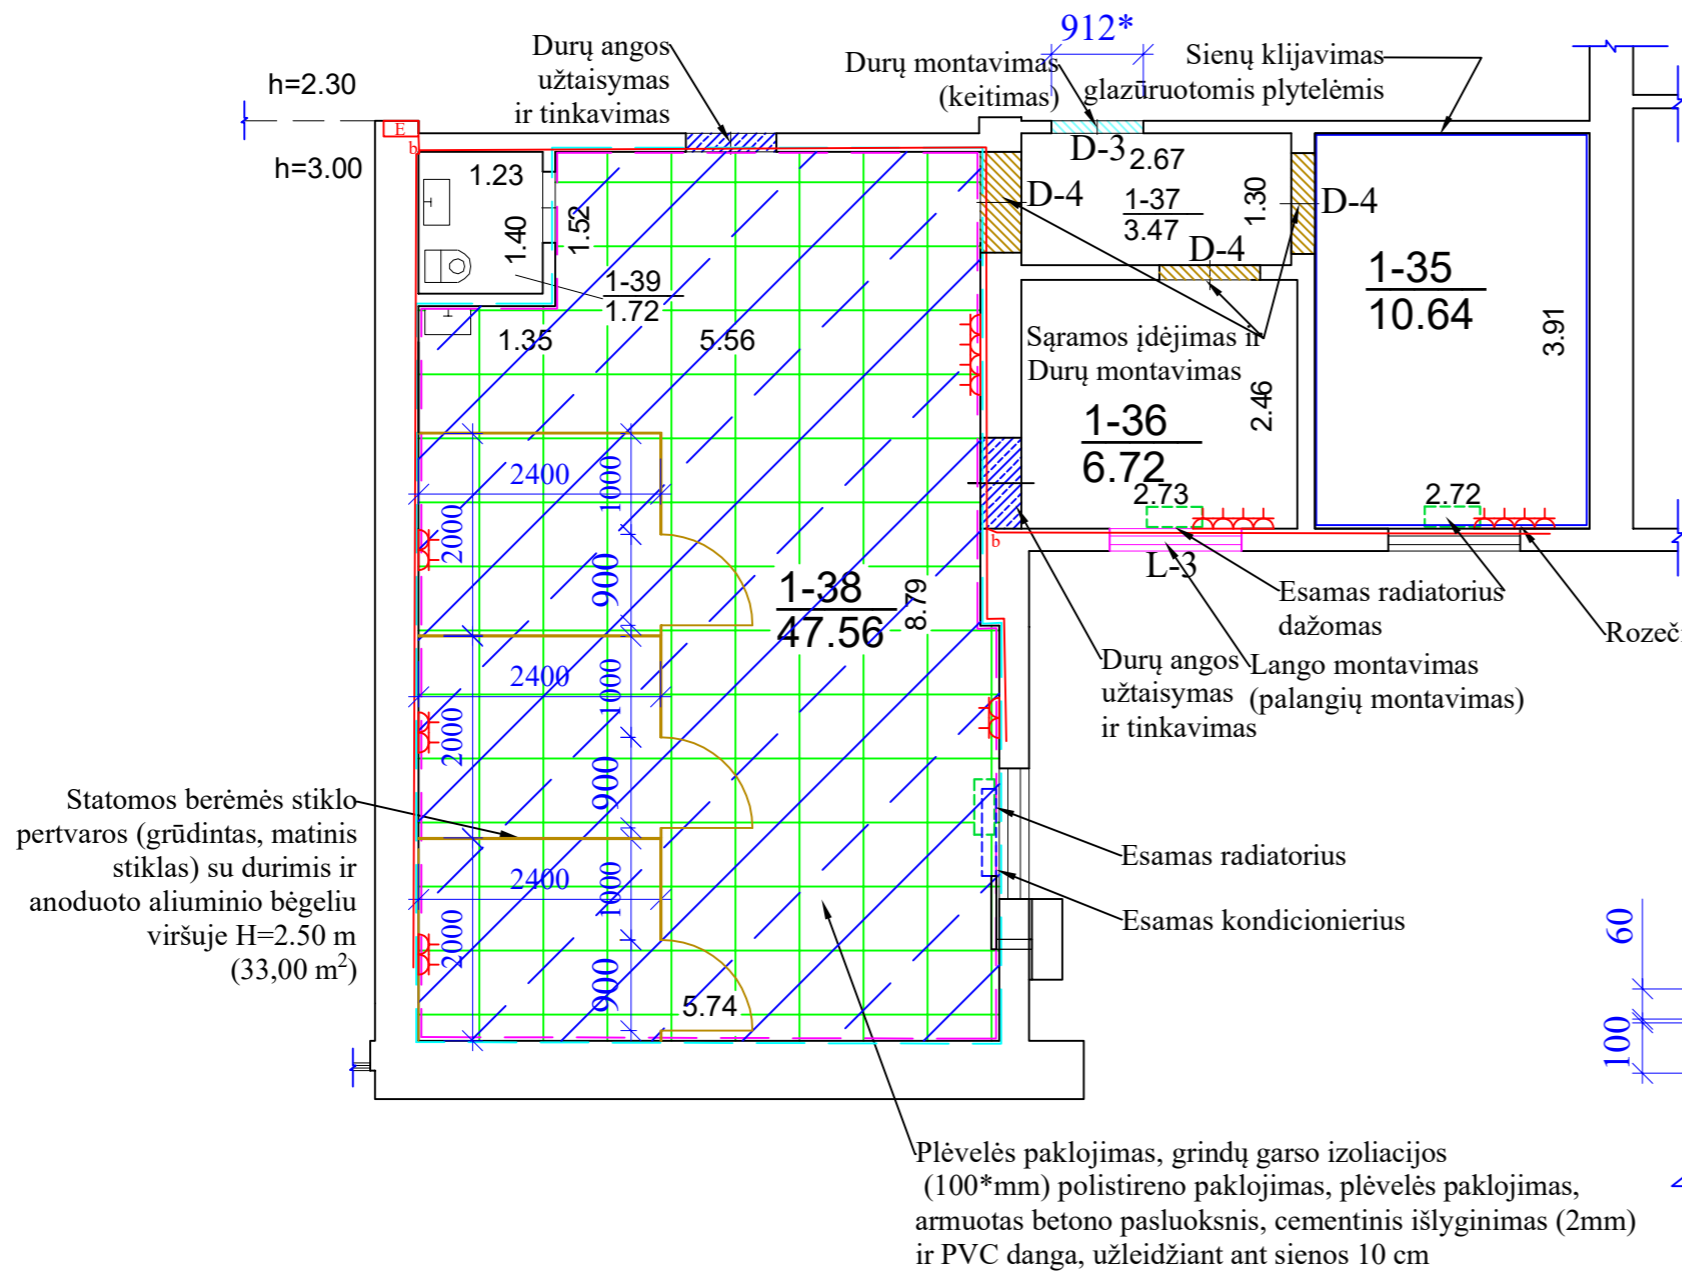 912*
Durų angos
užtaisymas
ir tinkavimas
Durų montavimas
(keitimas)
Sienų klijavimas
glazūruotomis plytelėmis
h=2.30
E
b
h=3.00
1.23
1.40
1.52
1-39
1.72
1.35
5.56
D-3
2.67
D-4
1-37
3.47
1.30
D-4
D-4
1-35
10.64
3.91
Sąramos įdėjimas ir
Durų montavimas
1-36
6.72
2.46
2.73
2.72
b
L-3
2400
1000
2000
900
1-38
47.56
8.79
Esamas radiatorius
dažomas
Durų angos
užtaisymas
ir tinkavimas
Lango montavimas
(palangių montavimas)
2400
1000
2000
900
Statomos berėmės stiklo
pertvaros (grūdintas, matinis
stiklas) su durimis ir
anoduoto aliuminio bėgeliu
viršuje H=2.50 m
(33,00 m²)
2400
1000
2000
900
5.74
Esamas radiatorius
Esamas kondicionierius
60
100
Plėvelės paklojimas, grindų garso izoliacijos
(100*mm) polistireno paklojimas, plėvelės paklojimas,
armuotas betono pasluoksnis, cementinis išlyginimas (2mm)
ir PVC danga, užleidžiant ant sienos 10 cm